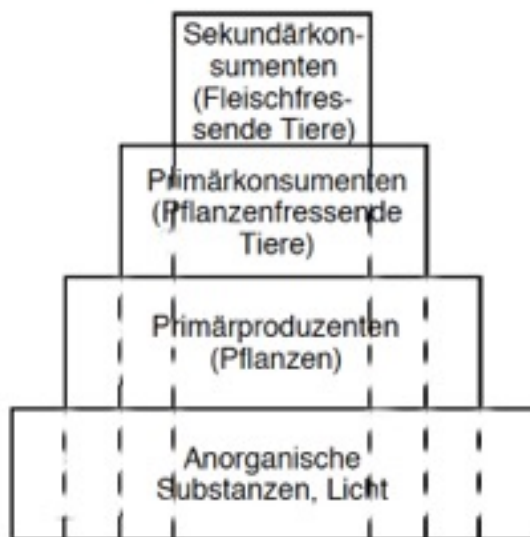 Sekundärkon-
sumenten
(Fleischfres-
sende Tiere)
Primärkonsumenten
(Pflanzenfressende
Tiere)
Primärproduzenten
(Pflanzen)
Anorganische
Substanzen, Licht